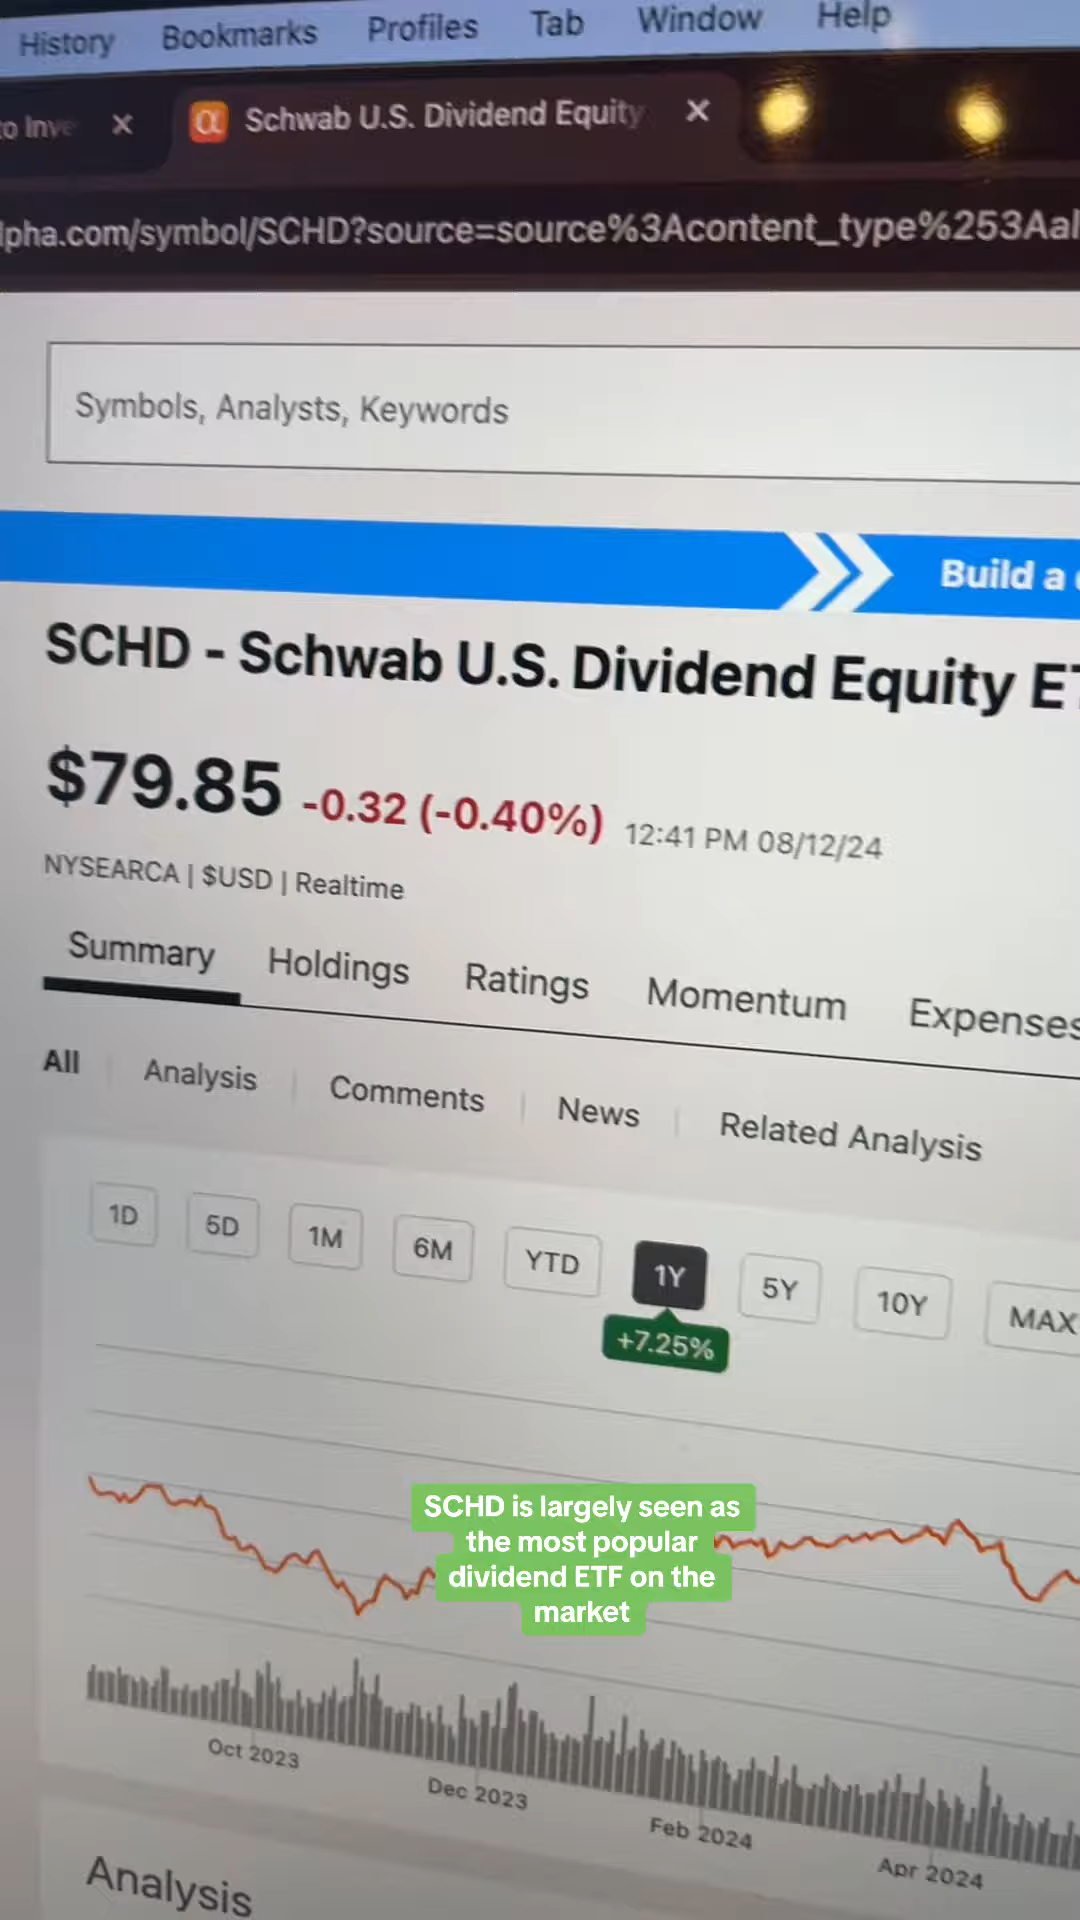 History Bookmarks Profiles Tab Window Help
to Inve × α Schwab U.S. Dividend Equity ×
lpha.com/symbol/SCHD?source=source%3Acontent_type%253Aal
Symbols, Analysts, Keywords
Build a
SCHD - Schwab U.S. Dividend Equity ET
$79.85 -0.32 (-0.40%) 12:41 PM 08/12/24
NYSEARCA | $USD | Realtime
Summary Holdings Ratings Momentum Expenses
All Analysis Comments News Related Analysis
1D 5D 1M 6M YTD 1Y 5Y 10Y MAX
+7.25%
SCHD is largely seen as
the most popular
dividend ETF on the
market
Oct 2023 Dec 2023 Feb 2024 Apr 2024
Analysis